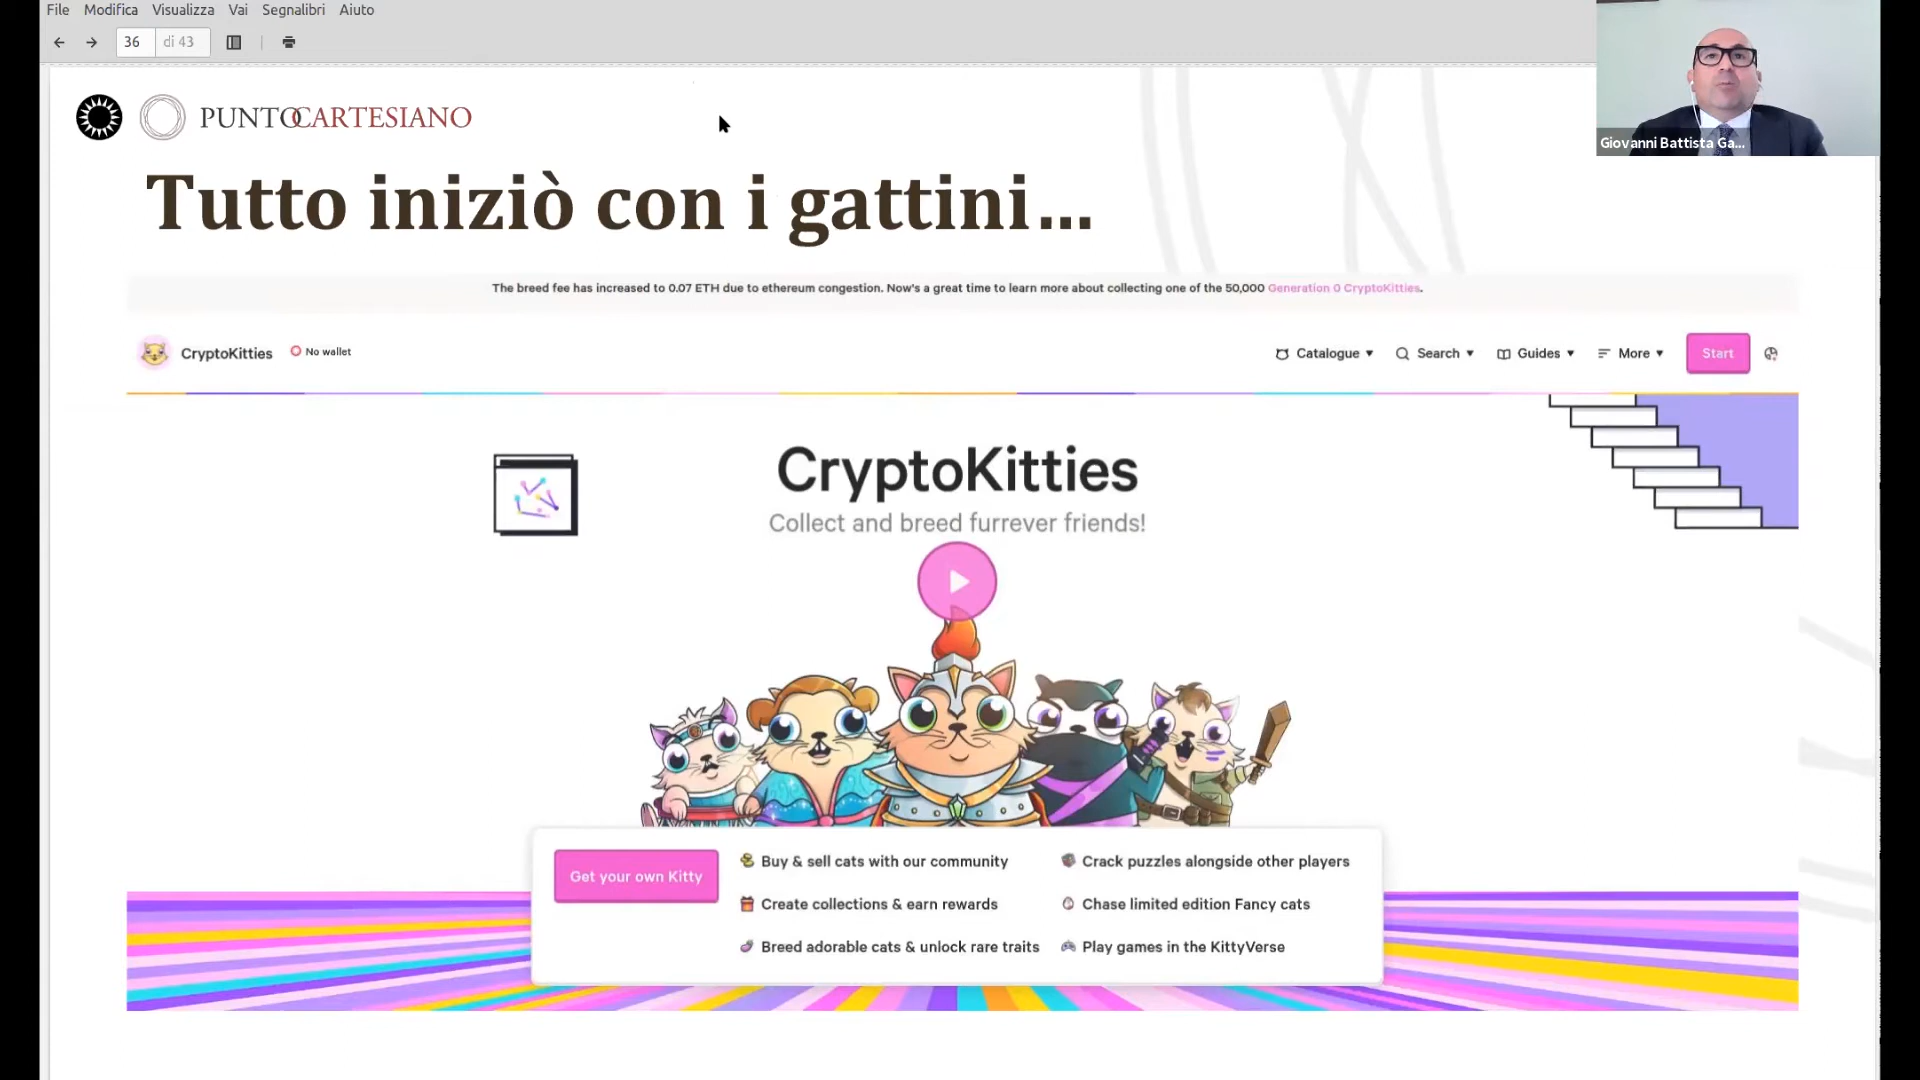 File Modifica Visualizza Vai Segnalibri Aiuto
36 di 43
PUNTOCARTESIANO
Giovanni Battista Ga...
Tutto iniziò con i gattini...
The breed fee has increased to 0.07 ETH due to ethereum congestion. Now's a great time to learn more about collecting one of the 50,000 Generation 0 CryptoKitties.
CryptoKitties No wallet Catalogue Search Guides More Start
CryptoKitties
Collect and breed furrever friends!
Get your own Kitty
Buy & sell cats with our community
Create collections & earn rewards
Breed adorable cats & unlock rare traits
Crack puzzles alongside other players
Chase limited edition Fancy cats
Play games in the KittyVerse